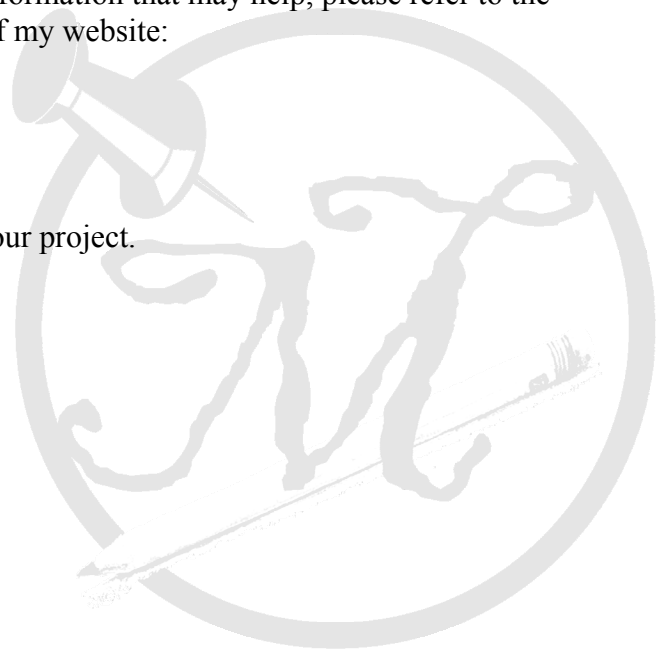 formation that may help, please refer to the
f my website:
our project.